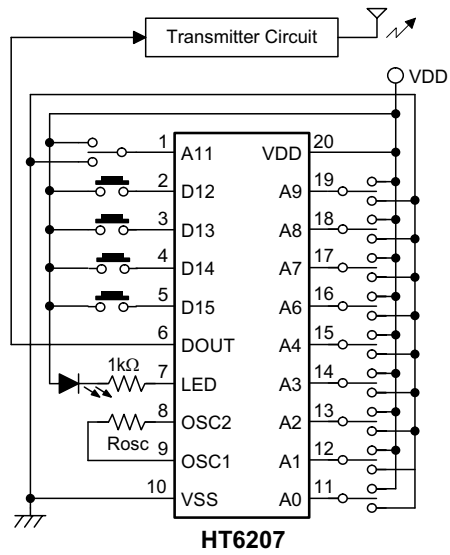 Transmitter Circuit
VDD
1 A11 VDD 20
2 D12 A9 19
3 D13 A8 18
4 D14 A7 17
5 D15 A6 16
6 DOUT A4 15
1kΩ 7 LED A3 14
8 OSC2 A2 13
Rosc
9 OSC1 A1 12
10 VSS A0 11
HT6207